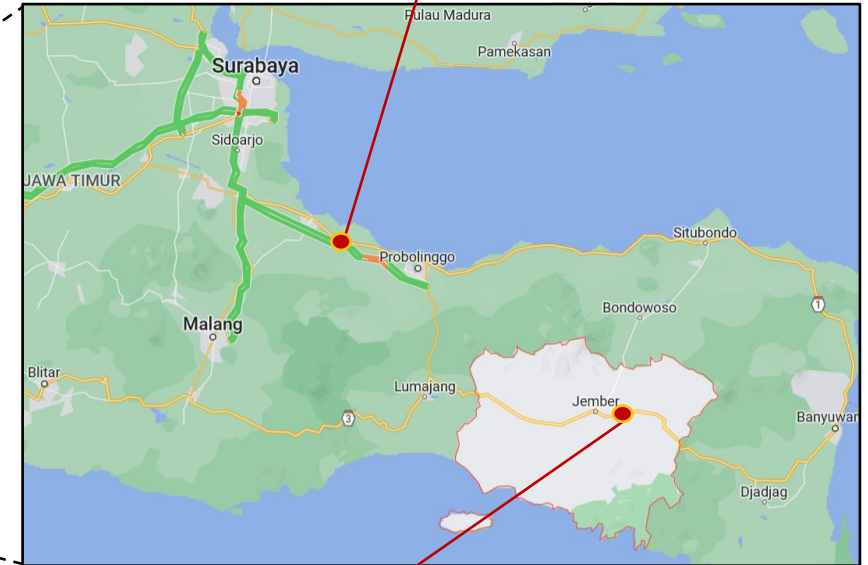 Pulau Madura
Pamekasan
Surabaya
Sidoarjo
JAWA TIMUR
Situbondo
Probolinggo
1
Bondowoso
Malang
Blitar
Lumajang
Jember
3
Banyuwan
Djadjag